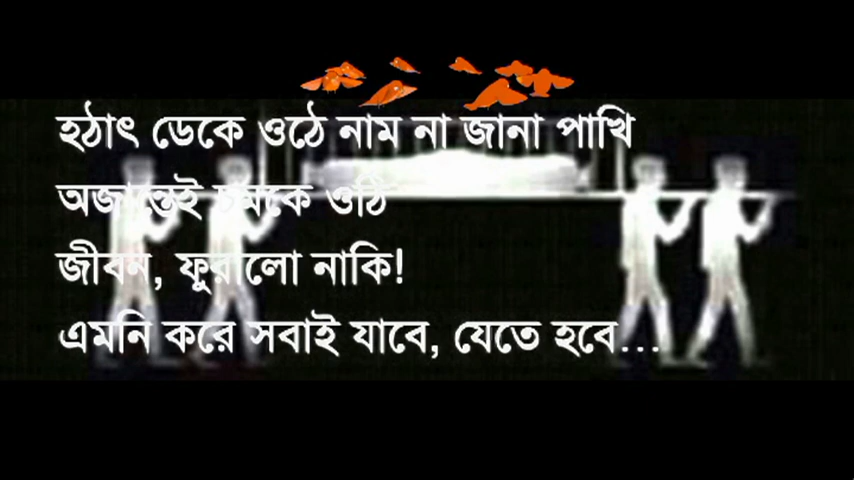 হঠাৎ ডেকে ওঠে নাম না জানা পাখি
অজান্তেই চমকে ওঠি
জীবন, ফুরালো নাকি!
এমনি করে সবাই যাবে, যেতে হবে...